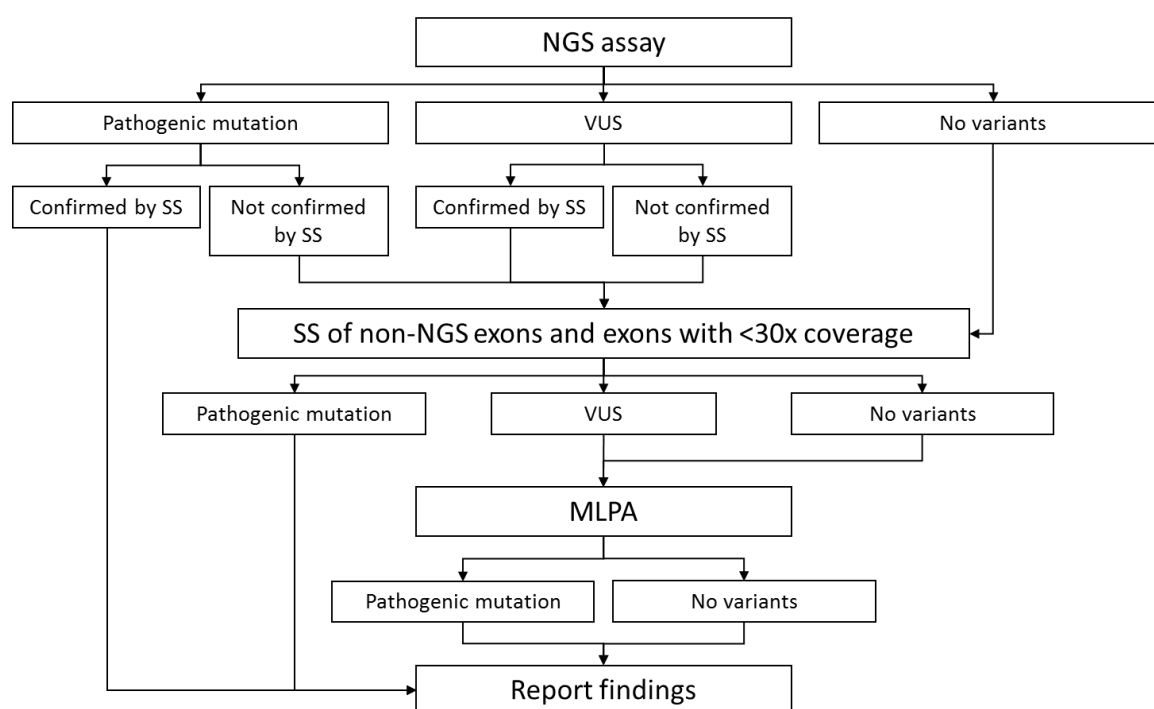 NGS assay
Pathogenic mutation
VUS
No variants
Confirmed by SS
Not confirmed
by SS
Confirmed by SS
Not confirmed
by SS
SS of non-NGS exons and exons with <30x coverage
Pathogenic mutation
VUS
No variants
MLPA
Pathogenic mutation
No variants
Report findings